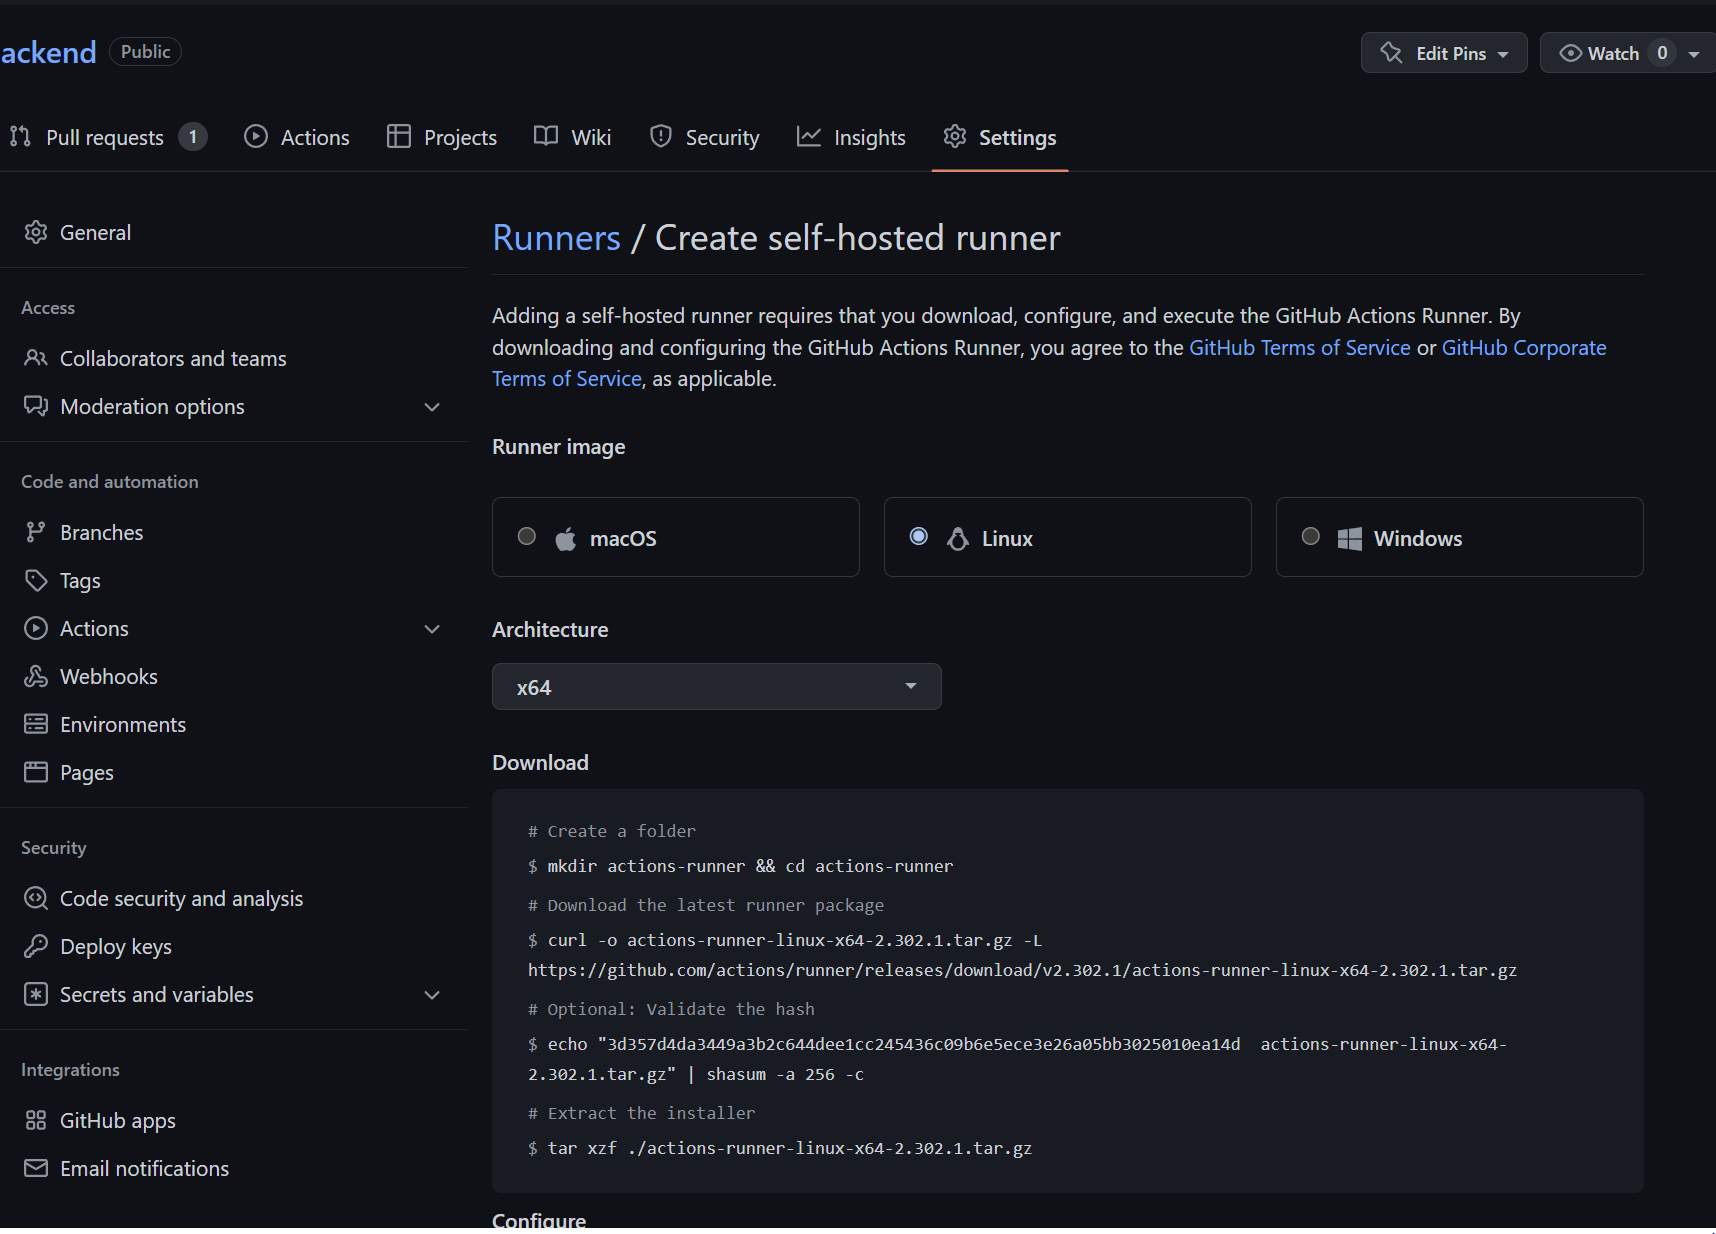 ackend Public
Edit Pins
Watch 0
Pull requests 1
Actions
Projects
Wiki
Security
Insights
Settings
General
Access
Collaborators and teams
Moderation options
Code and automation
Branches
Tags
Actions
Webhooks
Environments
Pages
Security
Code security and analysis
Deploy keys
Secrets and variables
Integrations
GitHub apps
Email notifications
Runners / Create self-hosted runner
Adding a self-hosted runner requires that you download, configure, and execute the GitHub Actions Runner. By
downloading and configuring the GitHub Actions Runner, you agree to the GitHub Terms of Service or GitHub Corporate
Terms of Service, as applicable.
Runner image
macOS
Linux
Windows
Architecture
x64
Download
# Create a folder
$ mkdir actions-runner && cd actions-runner
# Download the latest runner package
$ curl -o actions-runner-linux-x64-2.302.1.tar.gz -L
https://github.com/actions/runner/releases/download/v2.302.1/actions-runner-linux-x64-2.302.1.tar.gz
# Optional: Validate the hash
$ echo "3d357d4da3449a3b2c644dee1cc245436c09b6e5ece3e26a05bb3025010ea14d  actions-runner-linux-x64-
2.302.1.tar.gz" | shasum -a 256 -c
# Extract the installer
$ tar xzf ./actions-runner-linux-x64-2.302.1.tar.gz
Configure